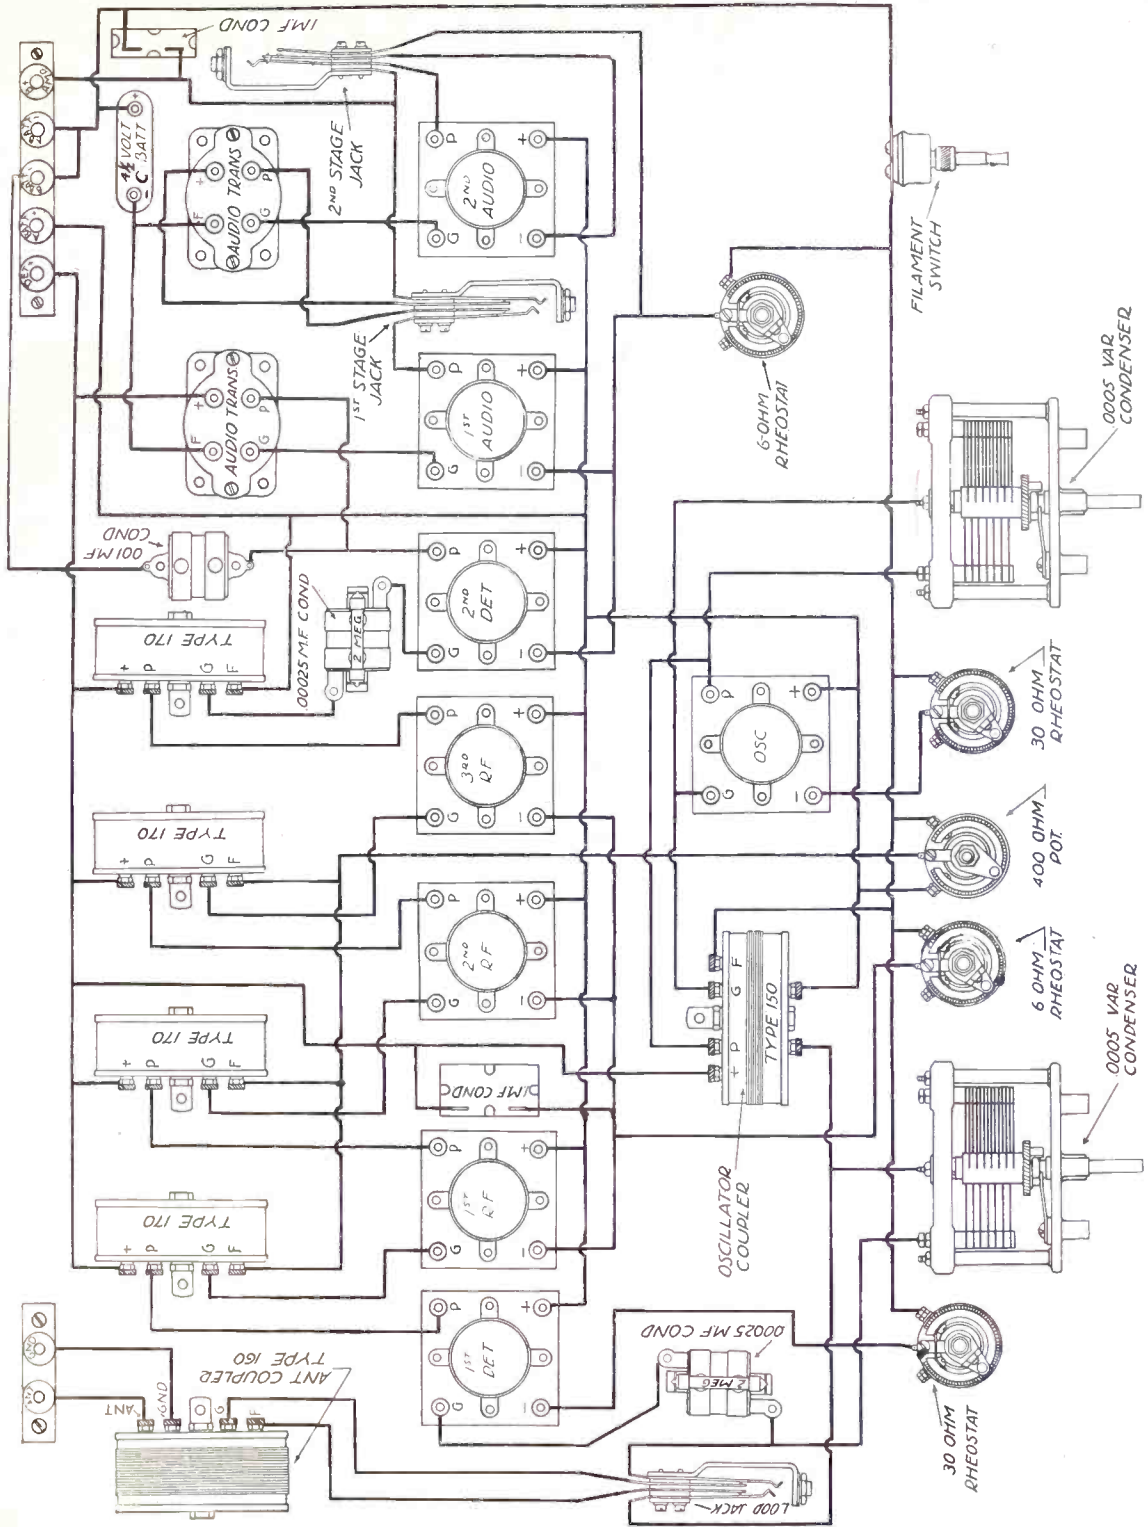 1MF COND
DET +
4½ VOLT
- C BATT
+
-
AUDIO TRANS
F
+
G
P
AUDIO TRANS
F
+
G
P
2ND STAGE
JACK
1ST STAGE
JACK
2ND
AUDIO
P
+
G
-
1ST
AUDIO
P
+
G
-
.001MF
COND
TYPE 170
+
P
G
F
.00025 M.F. COND
2 MEG
2ND
DET
P
+
G
-
TYPE 170
+
P
G
F
3RD
RF
P
+
G
-
TYPE 170
+
P
G
F
2ND
RF
P
+
G
-
1MF COND
TYPE 170
+
P
G
F
1ST
RF
P
+
G
-
1ST
DET
P
+
G
-
GND
ANT
ANT COUPLER
TYPE 160
ANT
GND
G
F
LOOP JACK
.00025 MF COND
2 MEG
OSCILLATOR
COUPLER
TYPE 150
+
P
G
F
OSC
P
+
G
-
FILAMENT
SWITCH
6 OHM
RHEOSTAT
.0005 VAR
CONDENSER
30 OHM
RHEOSTAT
400 OHM
POT.
6 OHM
RHEOSTAT
.0005 VAR
CONDENSER
30 OHM
RHEOSTAT